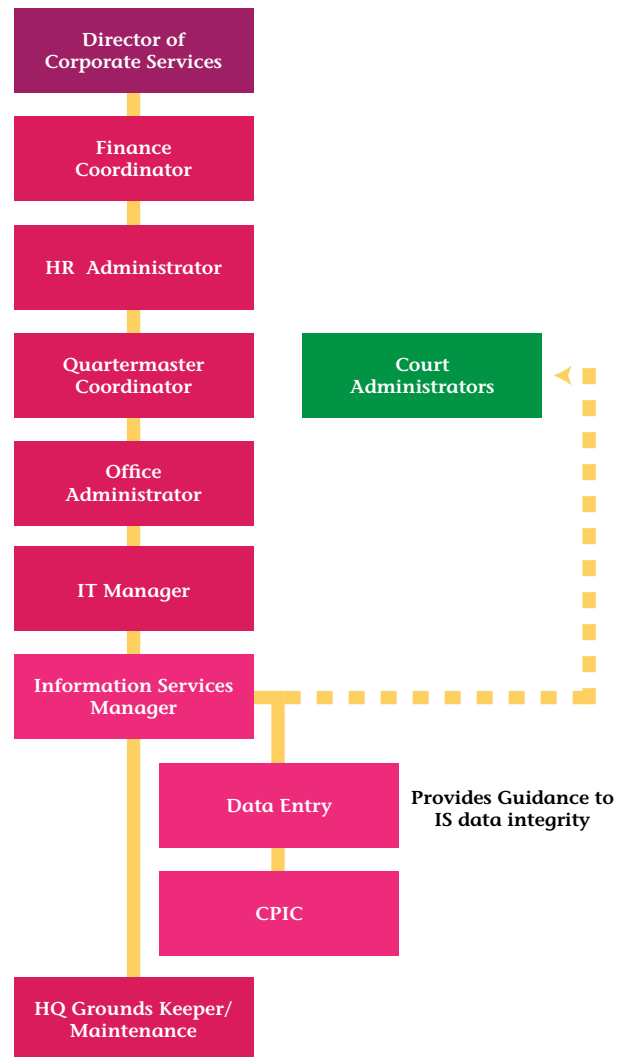 Director of
Corporate Services
Finance
Coordinator
HR Administrator
Quartermaster
Coordinator
Court
Administrators
Office
Administrator
IT Manager
Information Services
Manager
Data Entry
Provides Guidance to
IS data integrity
CPIC
HQ Grounds Keeper/
Maintenance